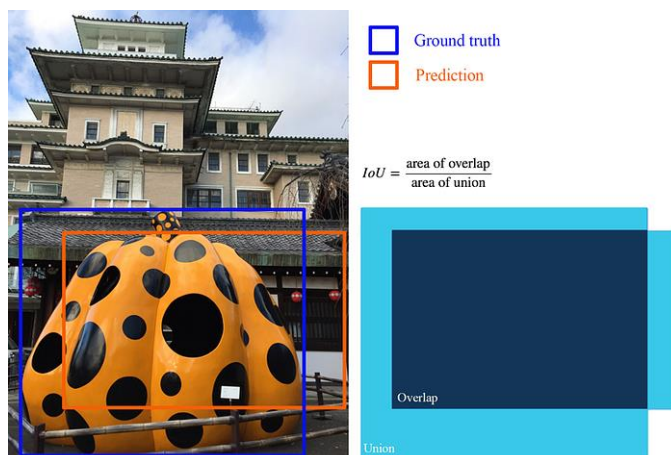 Ground truth
Prediction
IoU = area of overlap / area of union
Overlap
Union